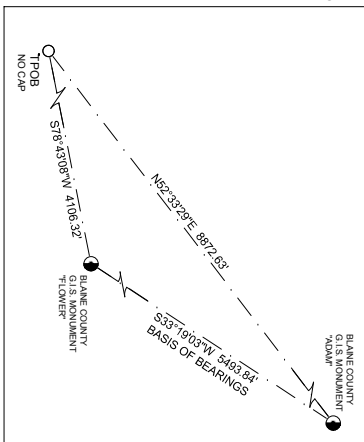 BLAINE COUNTY
G.I.S. MONUMENT
"ADAM"
N52°33'29"E 8872.63'
S33°19'03"W 5493.84'
BASIS OF BEARINGS
TPOB
NO CAP
S78°43'08"W 4106.32'
BLAINE COUNTY
G.I.S. MONUMENT
"FLOWER"